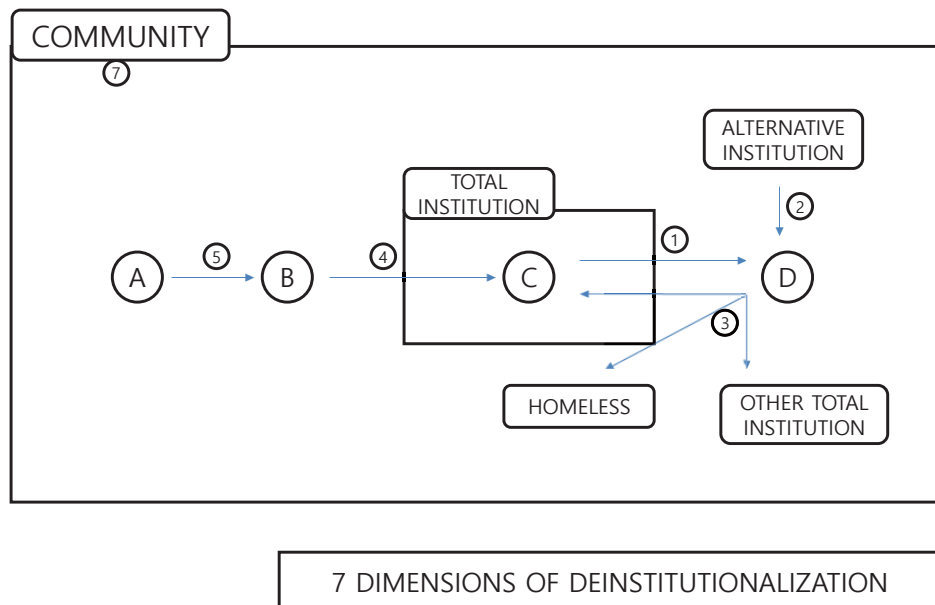 COMMUNITY
7
ALTERNATIVE
INSTITUTION
TOTAL
INSTITUTION
2
1
5
4
A
B
C
D
3
HOMELESS
OTHER TOTAL
INSTITUTION
7 DIMENSIONS OF DEINSTITUTIONALIZATION